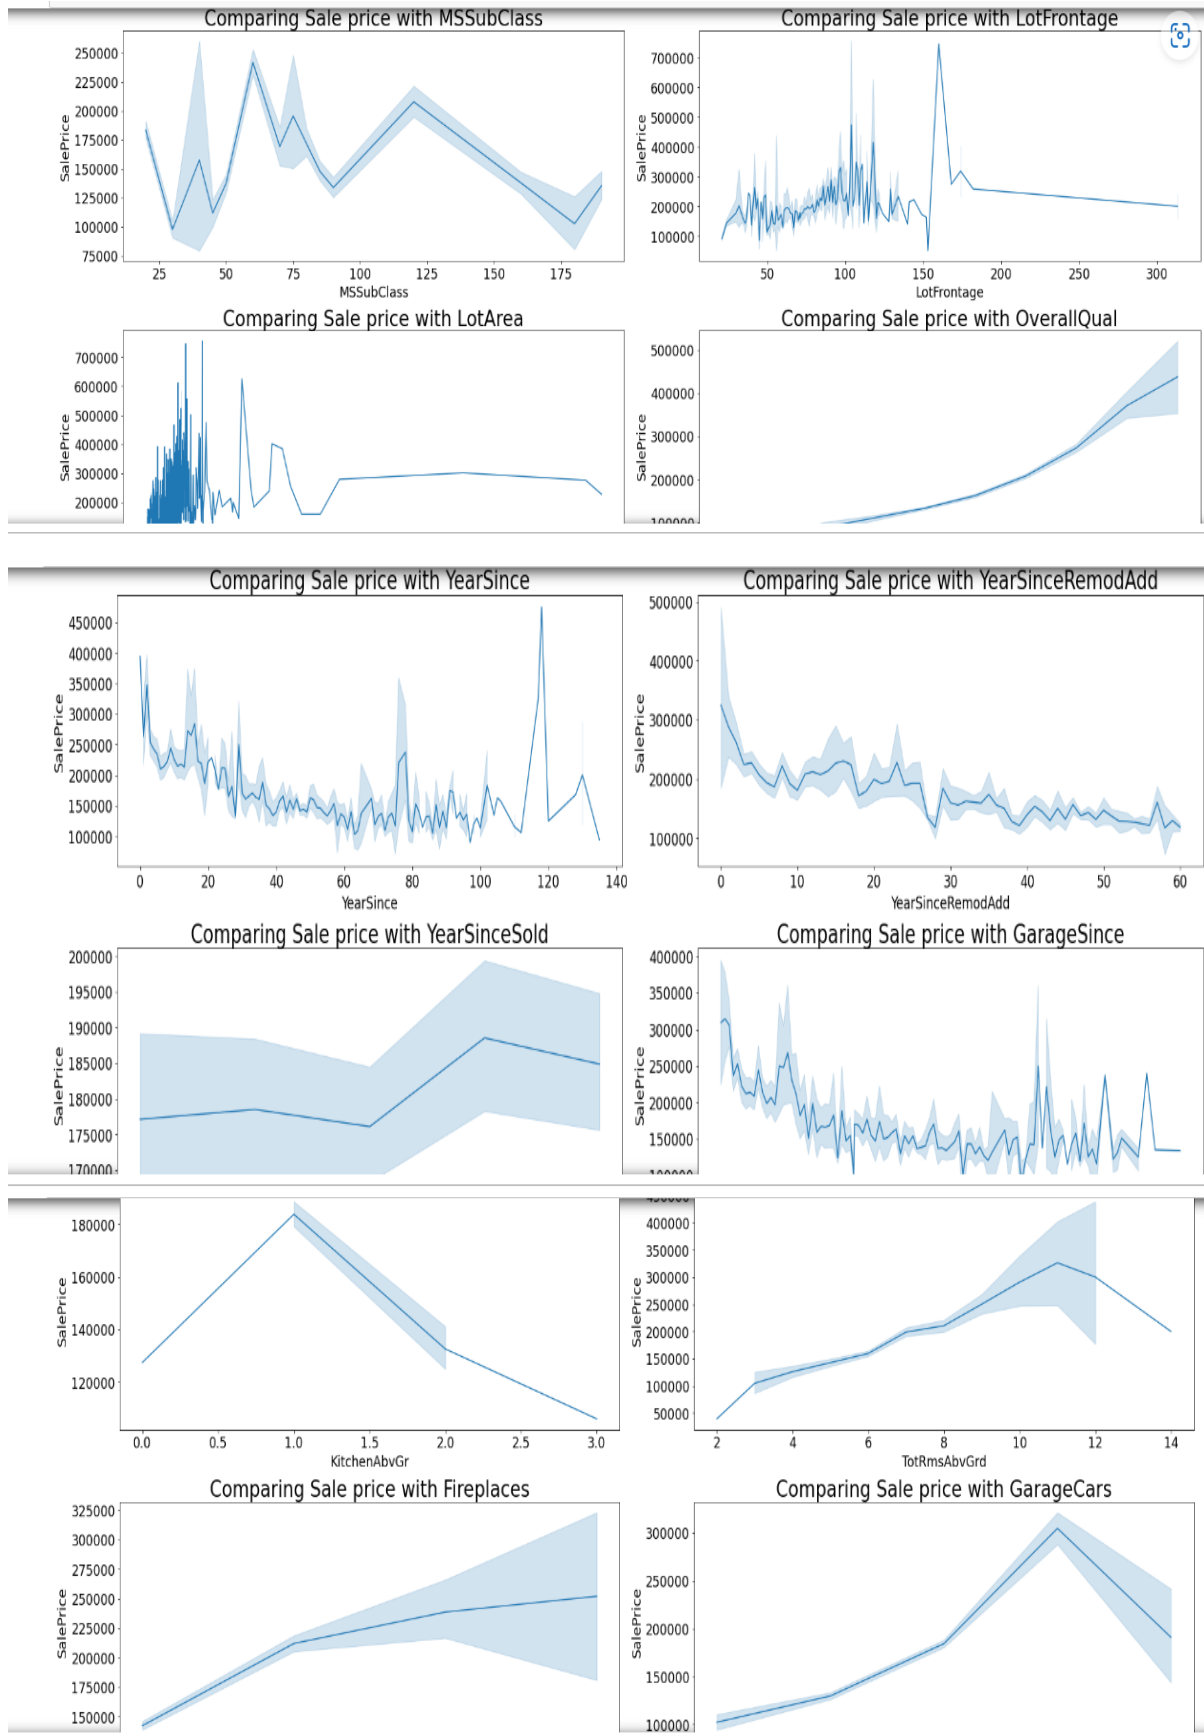 Comparing Sale price with MSSubClass
250000
225000
200000
175000
150000
125000
100000
75000
SalePrice
25 50 75 100 125 150 175
MSSubClass
Comparing Sale price with LotFrontage
700000
600000
500000
400000
300000
200000
100000
SalePrice
50 100 150 200 250 300
LotFrontage
Comparing Sale price with LotArea
700000
600000
500000
400000
300000
200000
SalePrice
Comparing Sale price with OverallQual
500000
400000
300000
200000
100000
SalePrice
Comparing Sale price with YearSince
450000
400000
350000
300000
250000
200000
150000
100000
SalePrice
0 20 40 60 80 100 120 140
YearSince
Comparing Sale price with YearSinceRemodAdd
500000
400000
300000
200000
100000
SalePrice
0 10 20 30 40 50 60
YearSinceRemodAdd
Comparing Sale price with YearSinceSold
200000
195000
190000
185000
180000
175000
170000
SalePrice
Comparing Sale price with GarageSince
400000
350000
300000
250000
200000
150000
100000
SalePrice
180000
160000
140000
120000
SalePrice
0.0 0.5 1.0 1.5 2.0 2.5 3.0
KitchenAbvGr
450000
400000
350000
300000
250000
200000
150000
100000
50000
SalePrice
2 4 6 8 10 12 14
TotRmsAbvGrd
Comparing Sale price with Fireplaces
325000
300000
275000
250000
225000
200000
175000
150000
SalePrice
Comparing Sale price with GarageCars
300000
250000
200000
150000
100000
SalePrice